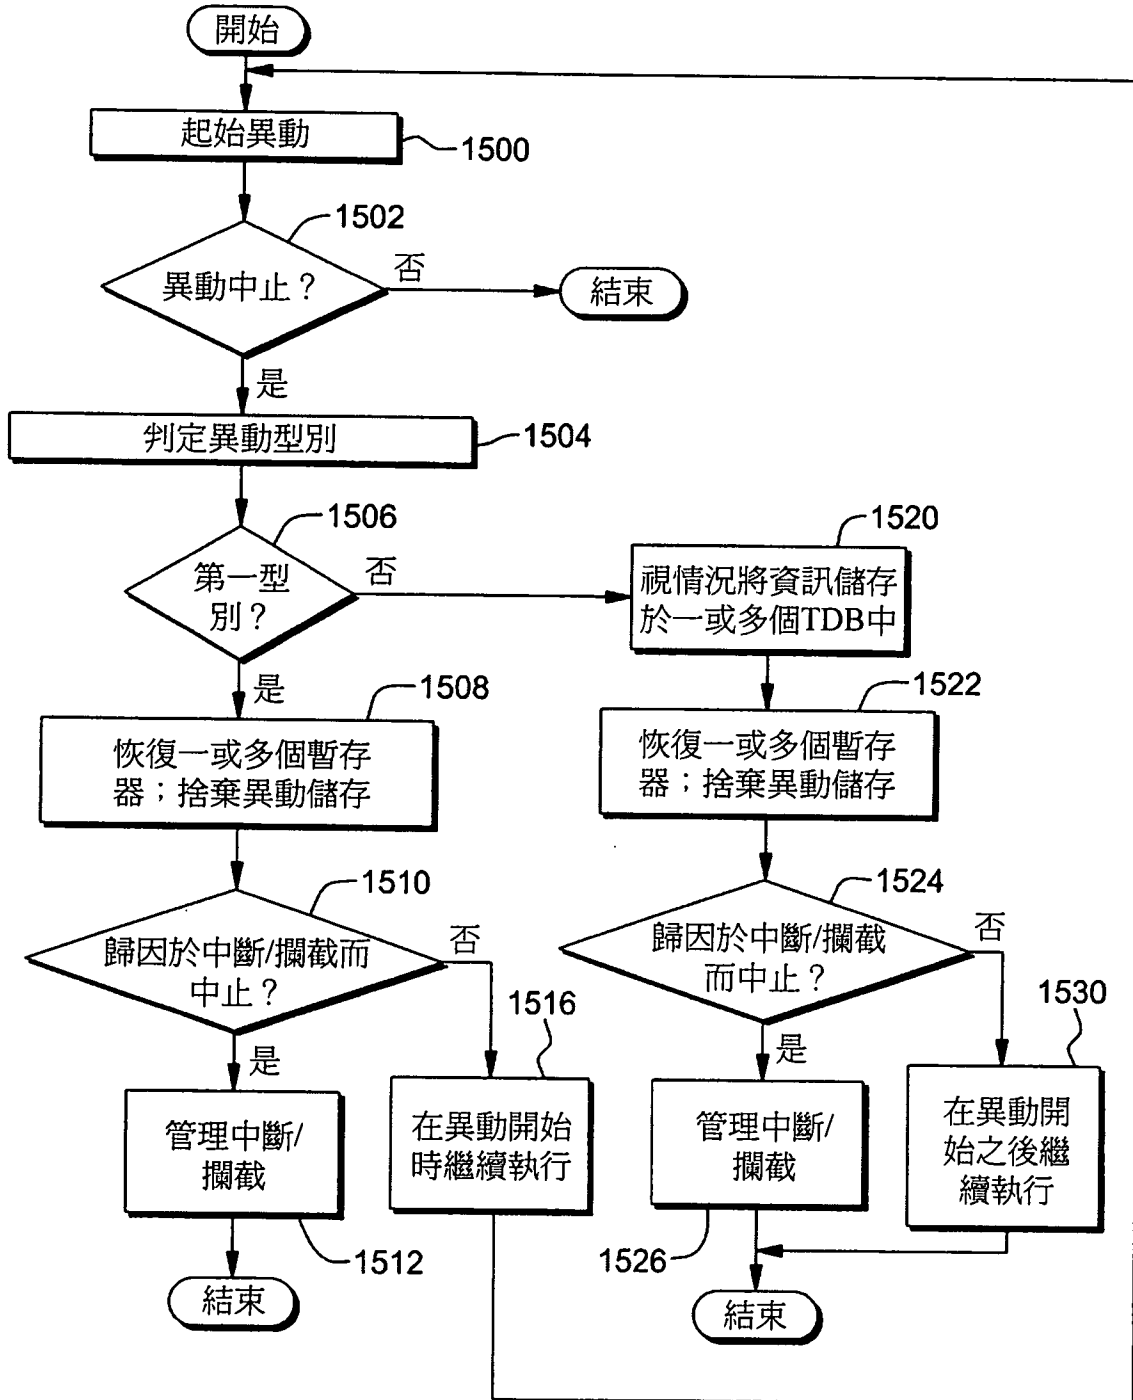 開始
起始異動
1500
1502
異動中止？
否
結束
是
判定異動型別
1504
1506
第一型
別？
否
是
1520
視情況將資訊儲存
於一或多個TDB中
1508
恢復一或多個暫存
器；捨棄異動儲存
1522
恢復一或多個暫存
器；捨棄異動儲存
1510
歸因於中斷/攔截而
中止？
否
是
1524
歸因於中斷/攔截
而中止？
否
是
1516
在異動開始
時繼續執行
1530
在異動開
始之後繼
續執行
管理中斷/
攔截
1512
結束
管理中斷/
攔截
1526
結束